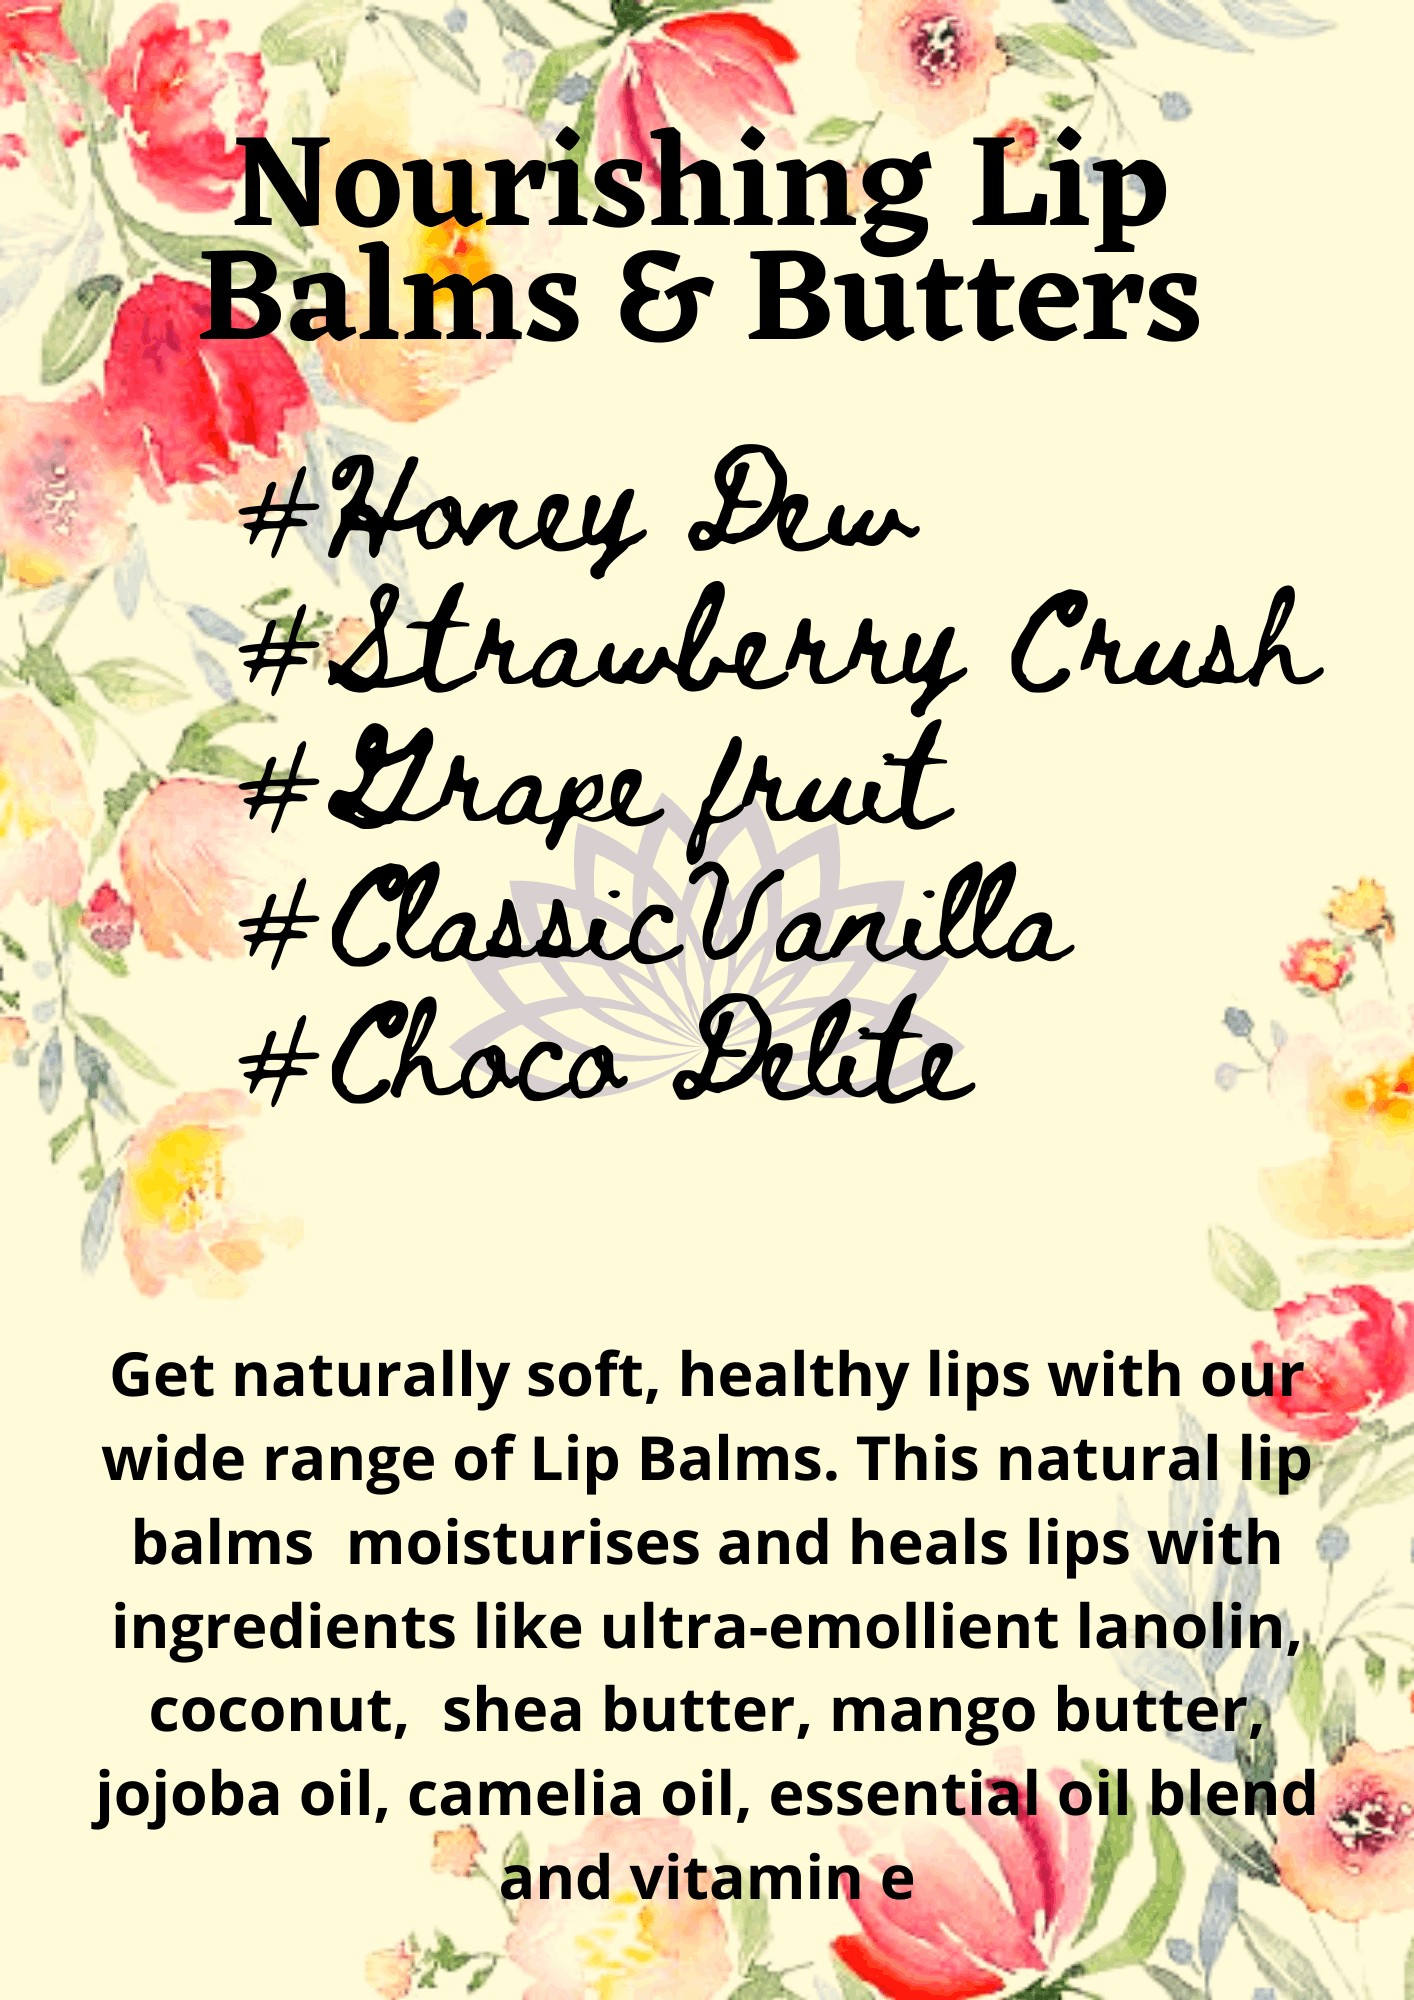 Nourishing Lip
Balms & Butters
#Honey Dew
#Strawberry Crush
#Grape fruit
#ClassicVanilla
#Choco Delite
Get naturally soft, healthy lips with our
wide range of Lip Balms. This natural lip
balms  moisturises and heals lips with
ingredients like ultra-emollient lanolin,
coconut,  shea butter, mango butter,
jojoba oil, camelia oil, essential oil blend
and vitamin e